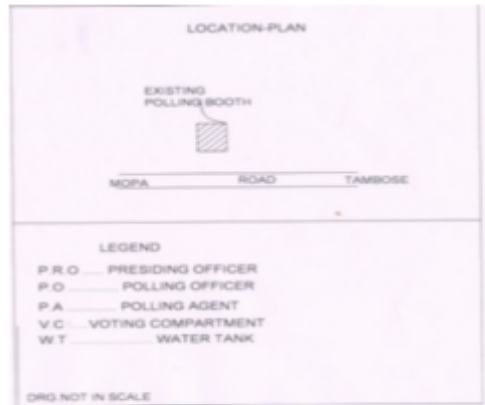 LOCATION-PLAN
EXISTING
POLLING BOOTH
MOPA ROAD TAMBOSE
LEGEND
P.R.O ..... PRESIDING OFFICER
P.O .............. POLLING OFFICER
P.A .............. POLLING AGENT
V.C ..... VOTING COMPARTMENT
W.T ........................ WATER TANK
DRG.NOT IN SCALE